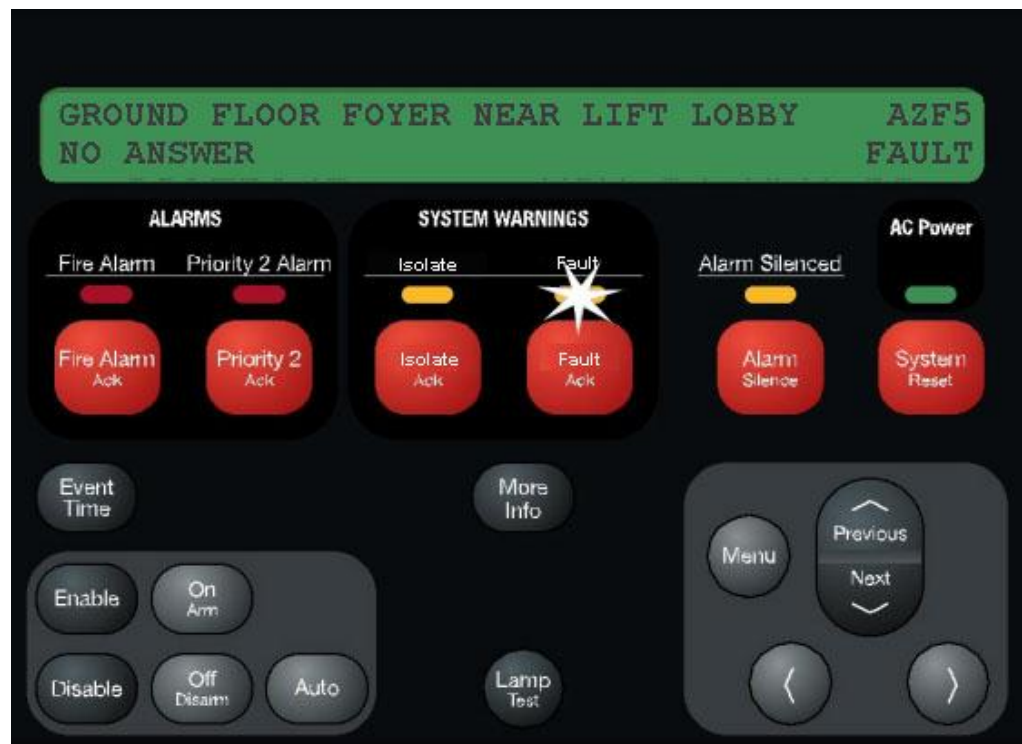 GROUND FLOOR FOYER NEAR LIFT LOBBY AZF5
NO ANSWER FAULT
ALARMS
SYSTEM WARNINGS
AC Power
Fire Alarm
Priority 2 Alarm
Isolate
Fault
Alarm Silenced
Fire Alarm
Ack
Priority 2
Ack
Isolate
Ack
Fault
Ack
Alarm
Silence
System
Reset
Event
Time
More
Info
Menu
Previous
Next
Enable
On
Arm
Disable
Off
Disarm
Auto
Lamp
Test